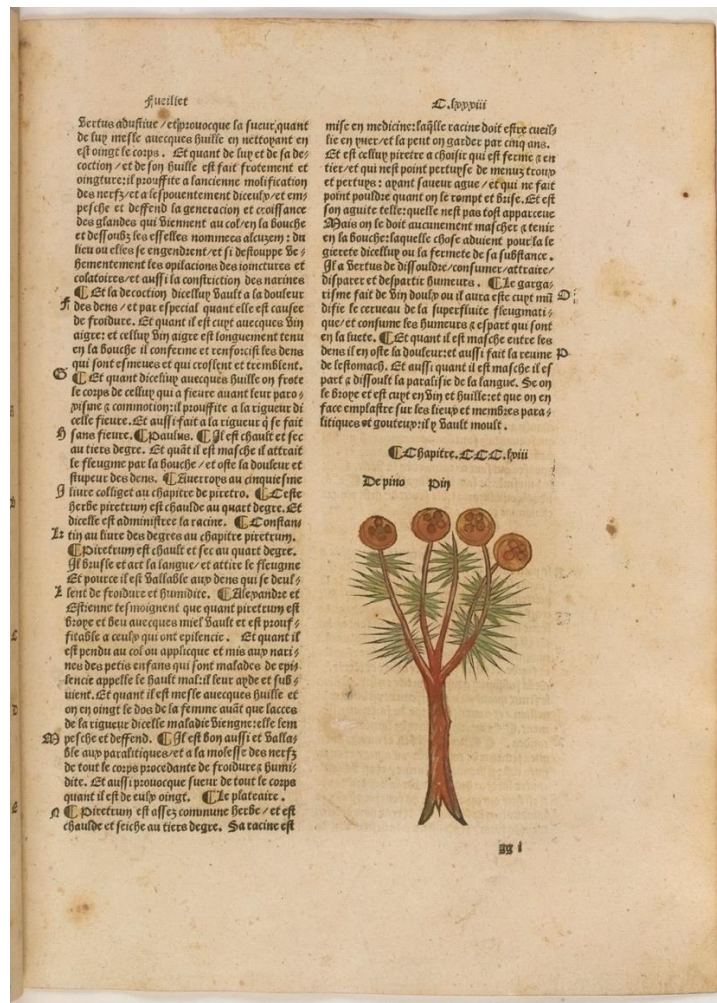 Fueillet
C.lxxviii
Vertus adustiue / et prouocque la sueur quant
de luy mesle auecques huille en nettoyant en
est oingt le corps. Et quant de luy et de sa de⸗
coction / et de son huille est fait frotement et
oingture: il prouffite a lancienne molification
des nerfz / et a lespouentement diceulx / et em⸗
pesche et deffend la generacion et croissance
des glandes qui viennent au col / en la bouche
et dessoubz les esselles nommees alcuzen: du
lieu ou elles se engendrent / et si destouppe ve⸗
hementement les opilacions des ioinctures et
colatoires / et aussi la constriction des narines
¶ Et la decoction dicelluy vault a la douleur
F des dens / et par especial quant elle est causee
de froidure. Et quant il est cuyt auecques vin
aigre: et celluy vin aigre est longuement tenu
en la bouche il conferme et renforcist les dens
qui sont esmeues et qui croslent et tremblent.
G ¶ Et quant dicelluy auecques huille on frote
le corps de celluy qui a fieure auant leur paro⸗
xisme ⁊ commotion: il prouffite a la rigueur di
celle fieure. Et aussi fait a la rigueur q̃ se fait
H sans fieure. ¶ Paulus. ¶ Il est chault et sec
au tiers degre. Et quãt il est masche il attrait
le fleugme par la bouche / et oste la douleur et
stupeur des dens. ¶ Auerroys au cinquiesme
J liure colliget au chapitre de piretro. ¶ Ceste
herbe piretrum est chaulde au quart degre. Et
dicelle est administree la racine. ¶ Constan⸗
K tin au liure des degres au chapitre piretrum.
¶ Piretrum est chault et sec au quart degre.
Il brusle et art la langue / et attire le fleugme
Et pource il est vallable aux dens qui se deul⸗
L lent de froidure et humidite. ¶ Alexandre et
Estienne tesmoignent que quant piretrum est
broye et beu auecques miel vault et est prouf⸗
fitable a ceulx qui ont epilencie. Et quant il
est pendu au col ou applicque et mis aux nari⸗
nes des petis enfans qui sont malades de epi⸗
lencie appelle le hault mal: il leur ayde et sub⸗
uient. Et quant il est mesle auecques huille et
on en oingt le dos de la femme auãt que lacces
de la rigueur dicelle maladie viengne: elle lem
M pesche et deffend. ¶ Il est bon aussi et valla⸗
ble aux paralitiques / et a la molesse des nerfz
de tout le corps procedante de froidure ⁊ humi⸗
dite. Et aussi prouocque sueur de tout le corps
quant il est de eulx oingt. ¶ Le plateaire.
N ¶ Piretrum est assez commune herbe / et est
chaulde et seiche au tiers degre. Sa racine est
mise en medicine: laq̃lle racine doit estre cueil⸗
lie en yuer / et la peut on garder par cinq ans.
Et est celluy piretre a choisir qui est ferme ⁊ en
tier / et qui nest point pertuyse de menuz troux
et pertuys: ayant saueur ague / et qui ne fait
point pouldre quant on le rompt et brise. Et est
son aguite telle: quelle nest pas tost apparceue
Mais on le doit aucunement mascher ⁊ tenir
en la bouche: laquelle chose aduient pour la le
gierete dicelluy ou la fermete de sa substance.
Il a vertus de dissouldre / consumer / attraire /
disparer et despartir humeurs. ¶ Le garga⸗
risme fait de vin doulx ou il aura este cuyt mũ O
difie le cerueau de la superfluite fleugmati⸗
que / et consume les humeurs ⁊ espart qui sont
en la luete. ¶ Et quant il est masche entre les
dens il en oste la douleur: et aussi fait la reume P
de lestomach. Et aussi quant il est masche il es
part ⁊ dissoult la paralisie de la langue. Se on
le broye et est cuyt en vin et huille: et que on en
face emplastre sur les lieux et membres para⸗
litiques et gouteux: il y vault moult.
¶ Chapitre. CCC.lviii
De pino Pin
gg i